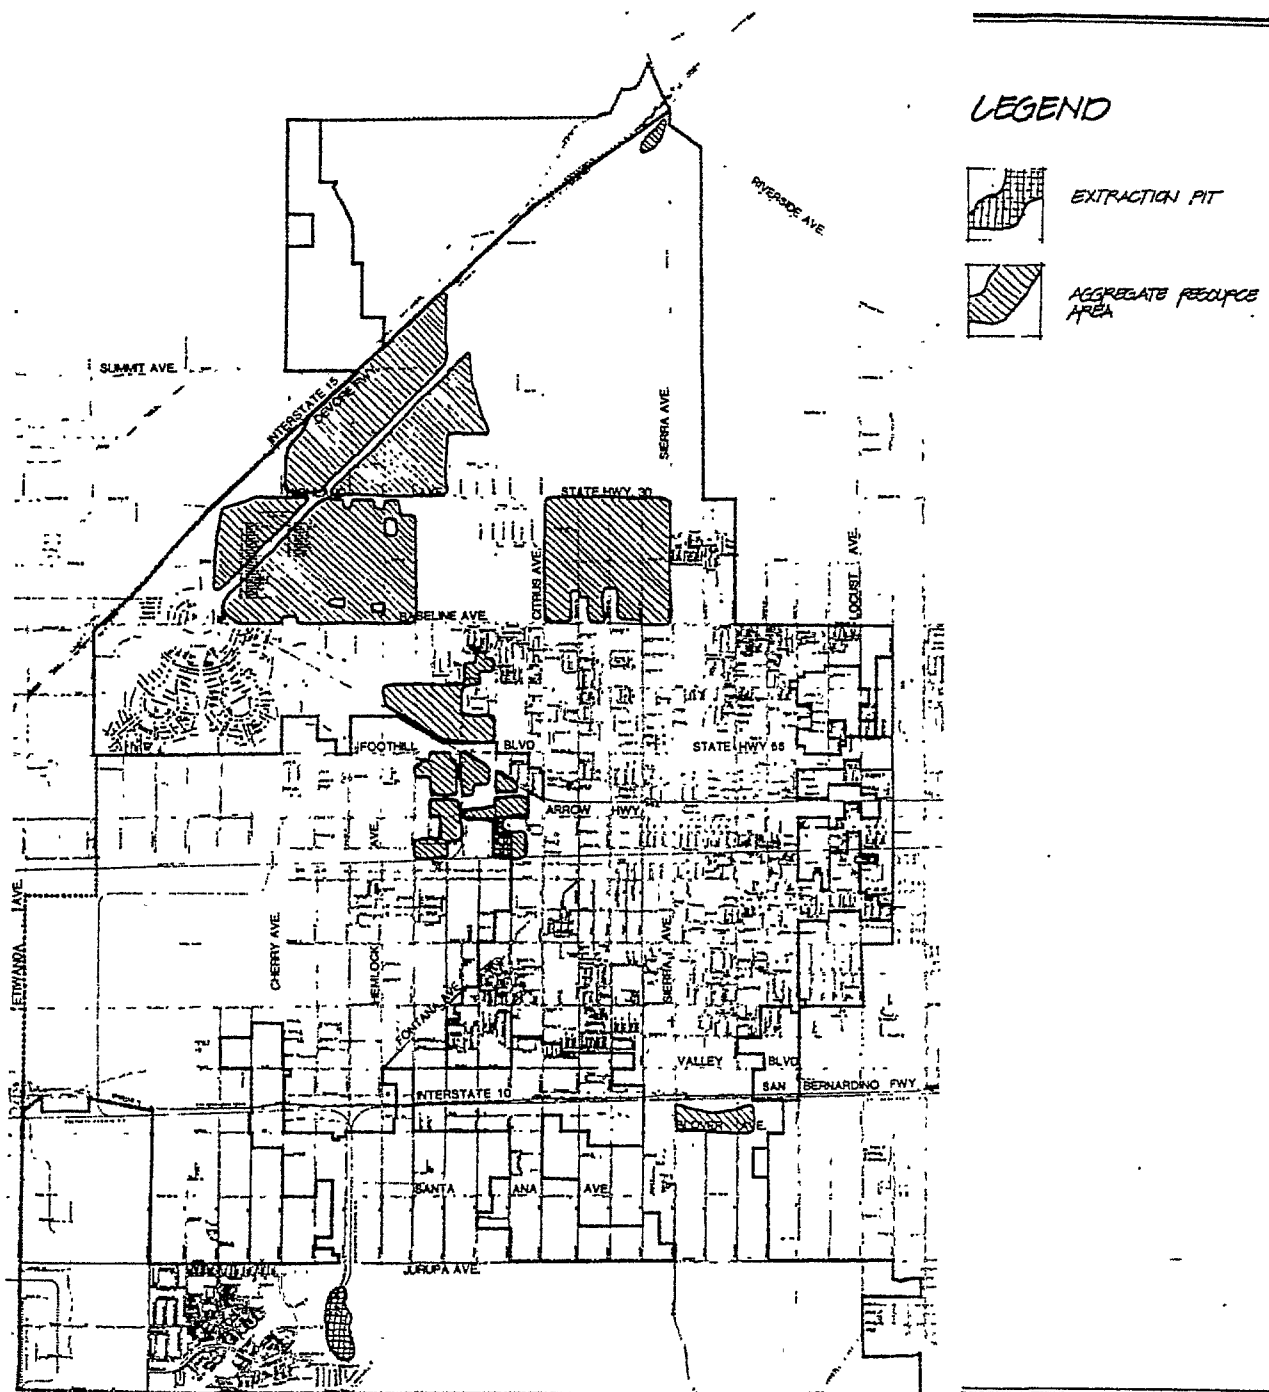 LEGEND
EXTRACTION PIT
AGGREGATE RESOURCE
AREA
RIVERSIDE AVE.
SUMMIT AVE.
INTERSTATE 15
DEVORE FWY.
SIERRA AVE.
STATE HWY. 30
CITRUS AVE.
LOCUST AVE.
BASELINE AVE.
FOOTHILL BLVD
STATE HWY 66
ARROW HWY.
AVE.
ETIWANDA AVE.
CHERRY AVE.
HEMLOCK
SIERRA AVE.
FONTANA AVE.
VALLEY BLVD
SAN BERNARDINO FWY
INTERSTATE 10
SLOVER AVE.
SANTA ANA AVE.
JURUPA AVE.